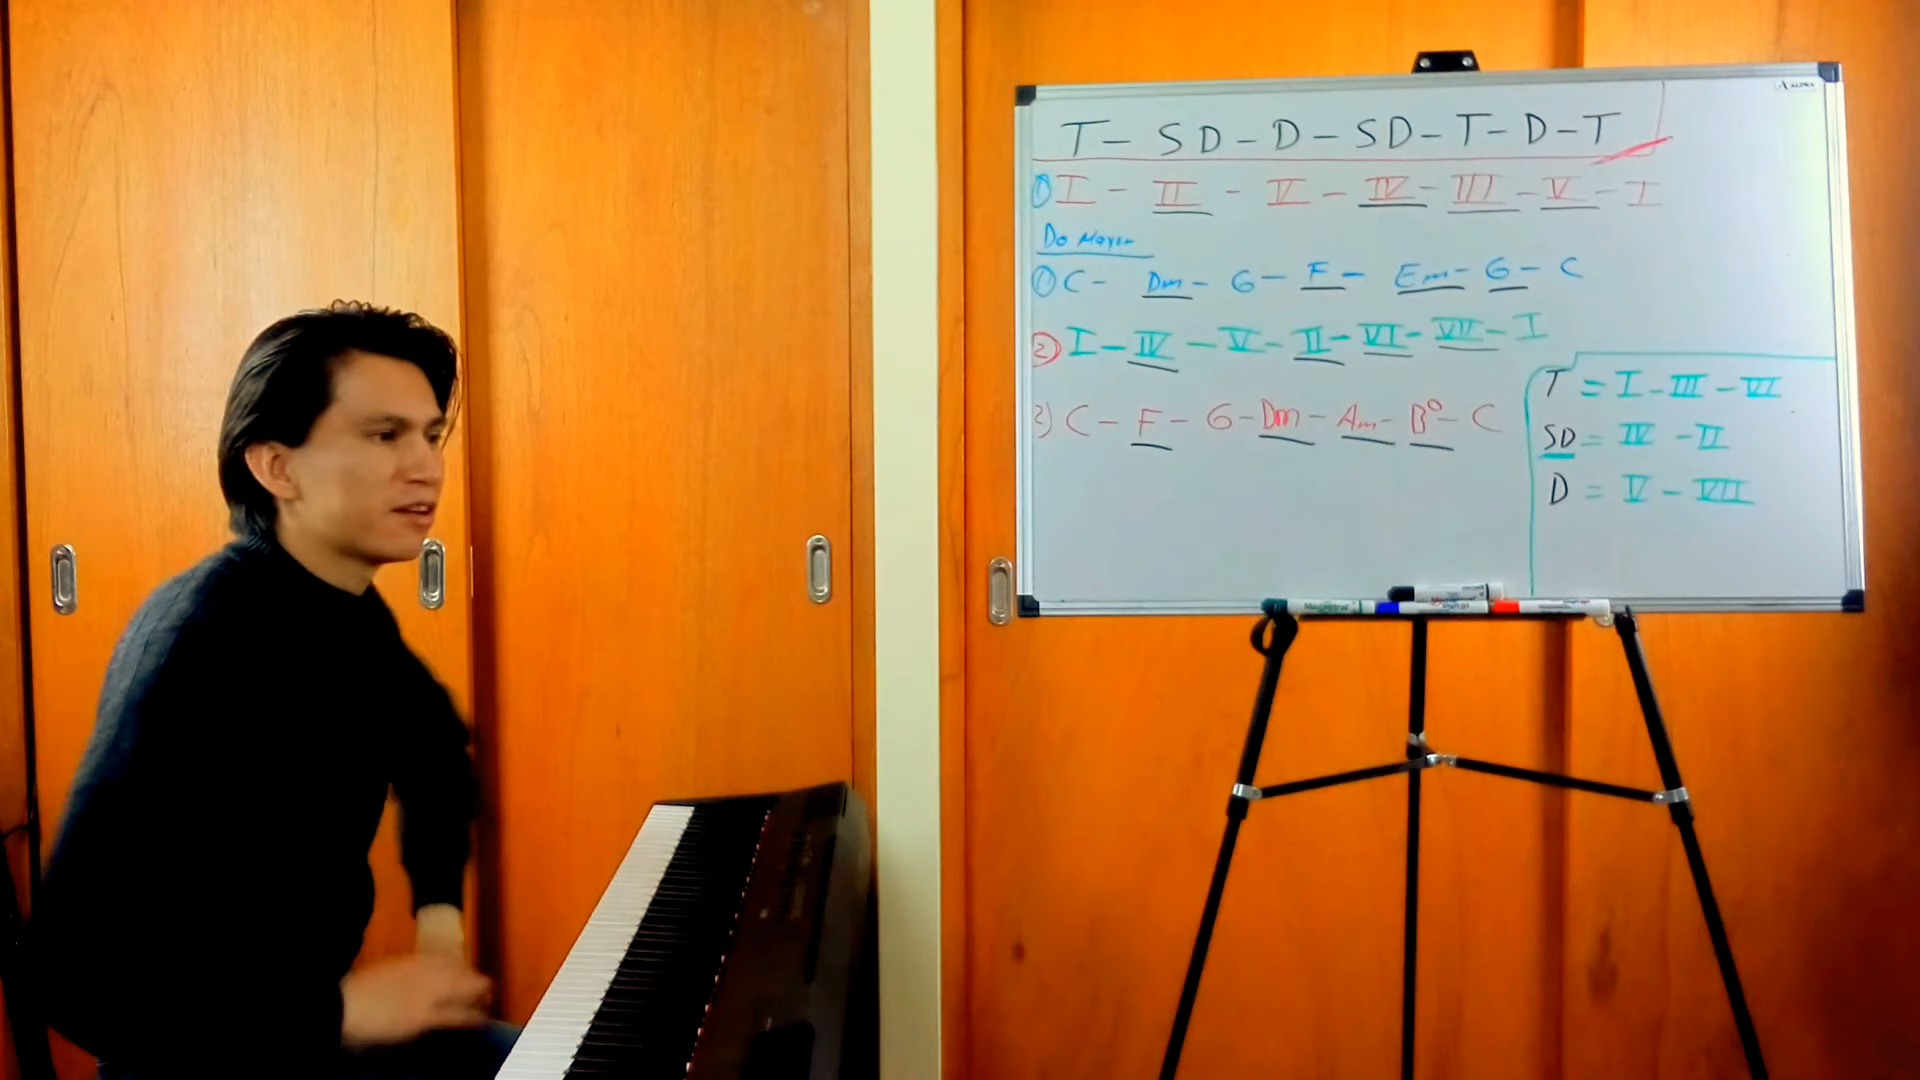 T - SD - D - SD - T - D - T
1) I - II - V - IV - III - V - I
Do Mayor
1) C - Dm - G - F - Em - G - C
2) I - IV - V - II - VI - VII - I
2) C - F - G - Dm - Am - B° - C
T = I - III - VI
SD = IV - II
D = V - VII